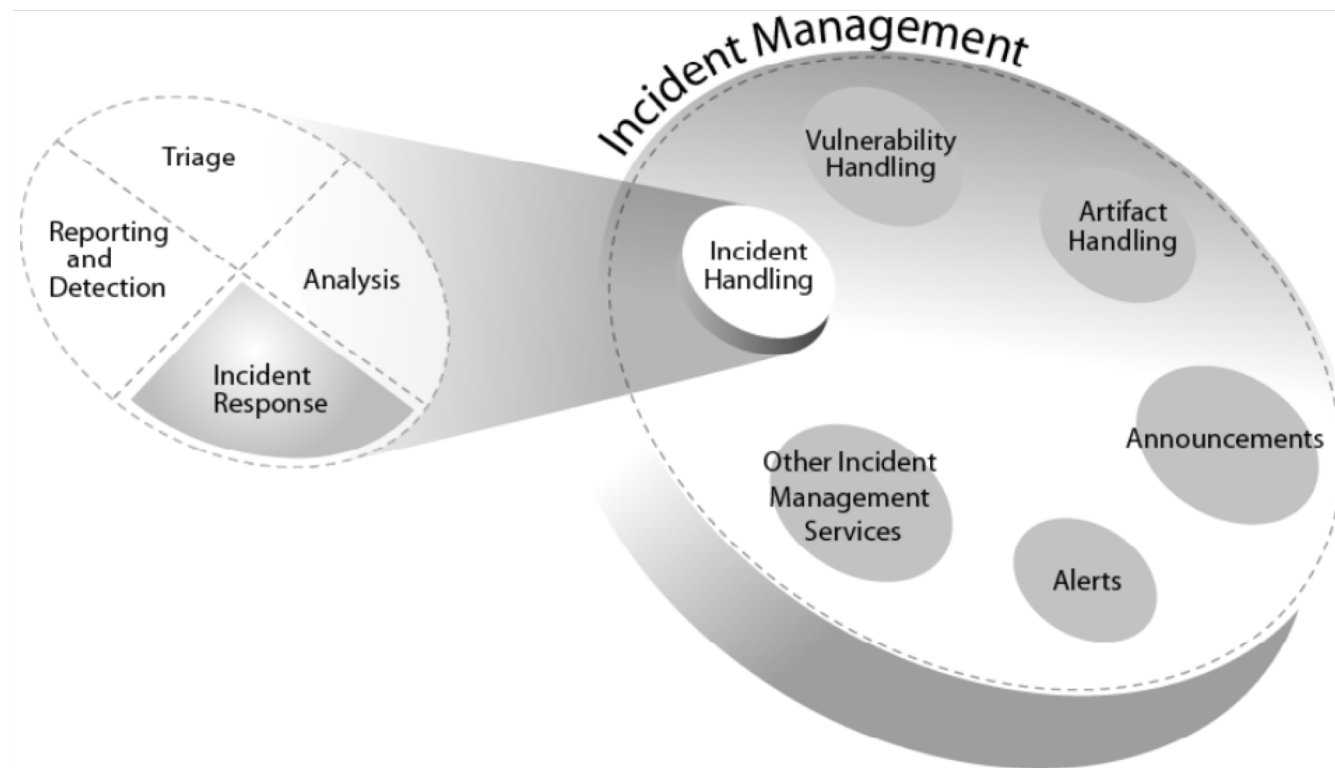 Incident Management
Triage
Reporting
and
Detection
Analysis
Incident
Response
Incident
Handling
Vulnerability
Handling
Artifact
Handling
Announcements
Other Incident
Management
Services
Alerts